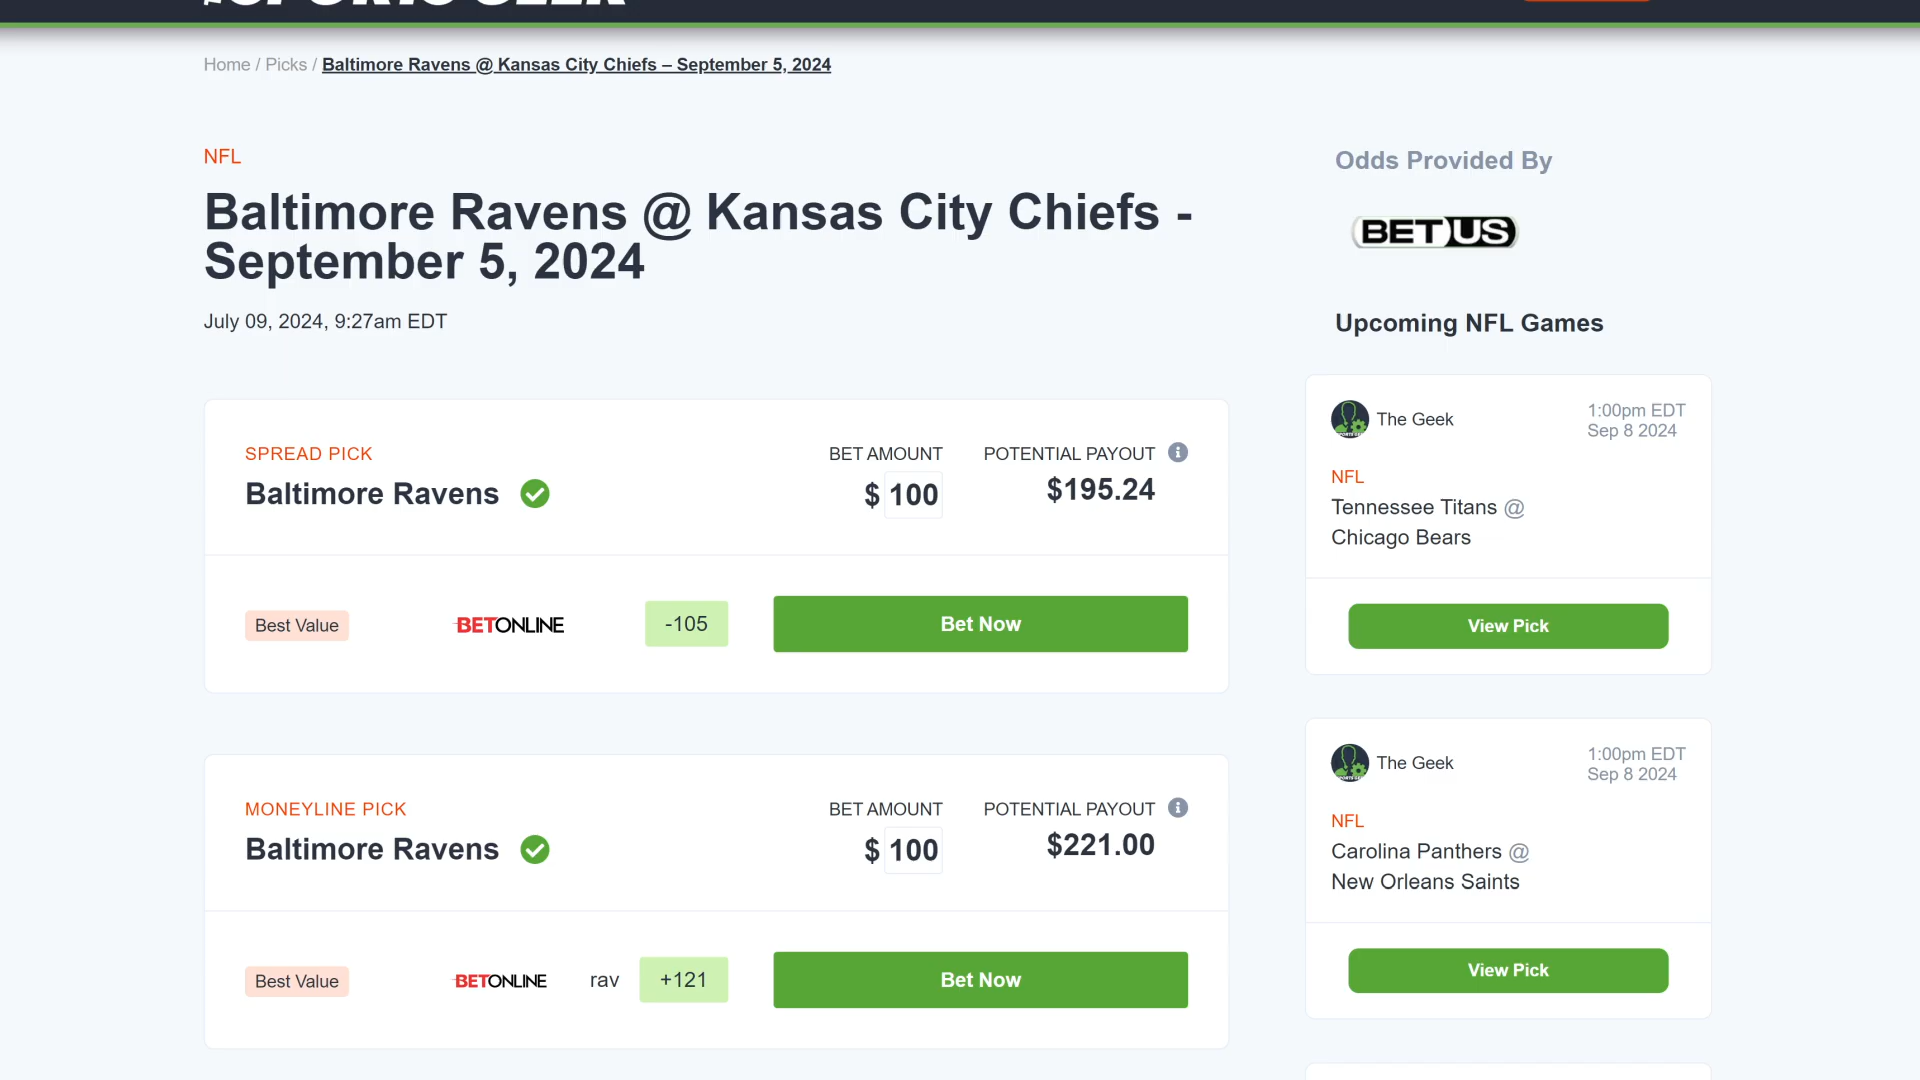 Home / Picks / Baltimore Ravens @ Kansas City Chiefs – September 5, 2024
NFL
Baltimore Ravens @ Kansas City Chiefs -
September 5, 2024
July 09, 2024, 9:27am EDT
SPREAD PICK
Baltimore Ravens
BET AMOUNT
$ 100
POTENTIAL PAYOUT
$195.24
Best Value
BETONLINE
-105
Bet Now
MONEYLINE PICK
Baltimore Ravens
BET AMOUNT
$ 100
POTENTIAL PAYOUT
$221.00
Best Value
BETONLINE
rav
+121
Bet Now
Odds Provided By
BETUS
Upcoming NFL Games
The Geek
1:00pm EDT
Sep 8 2024
NFL
Tennessee Titans @
Chicago Bears
View Pick
The Geek
1:00pm EDT
Sep 8 2024
NFL
Carolina Panthers @
New Orleans Saints
View Pick